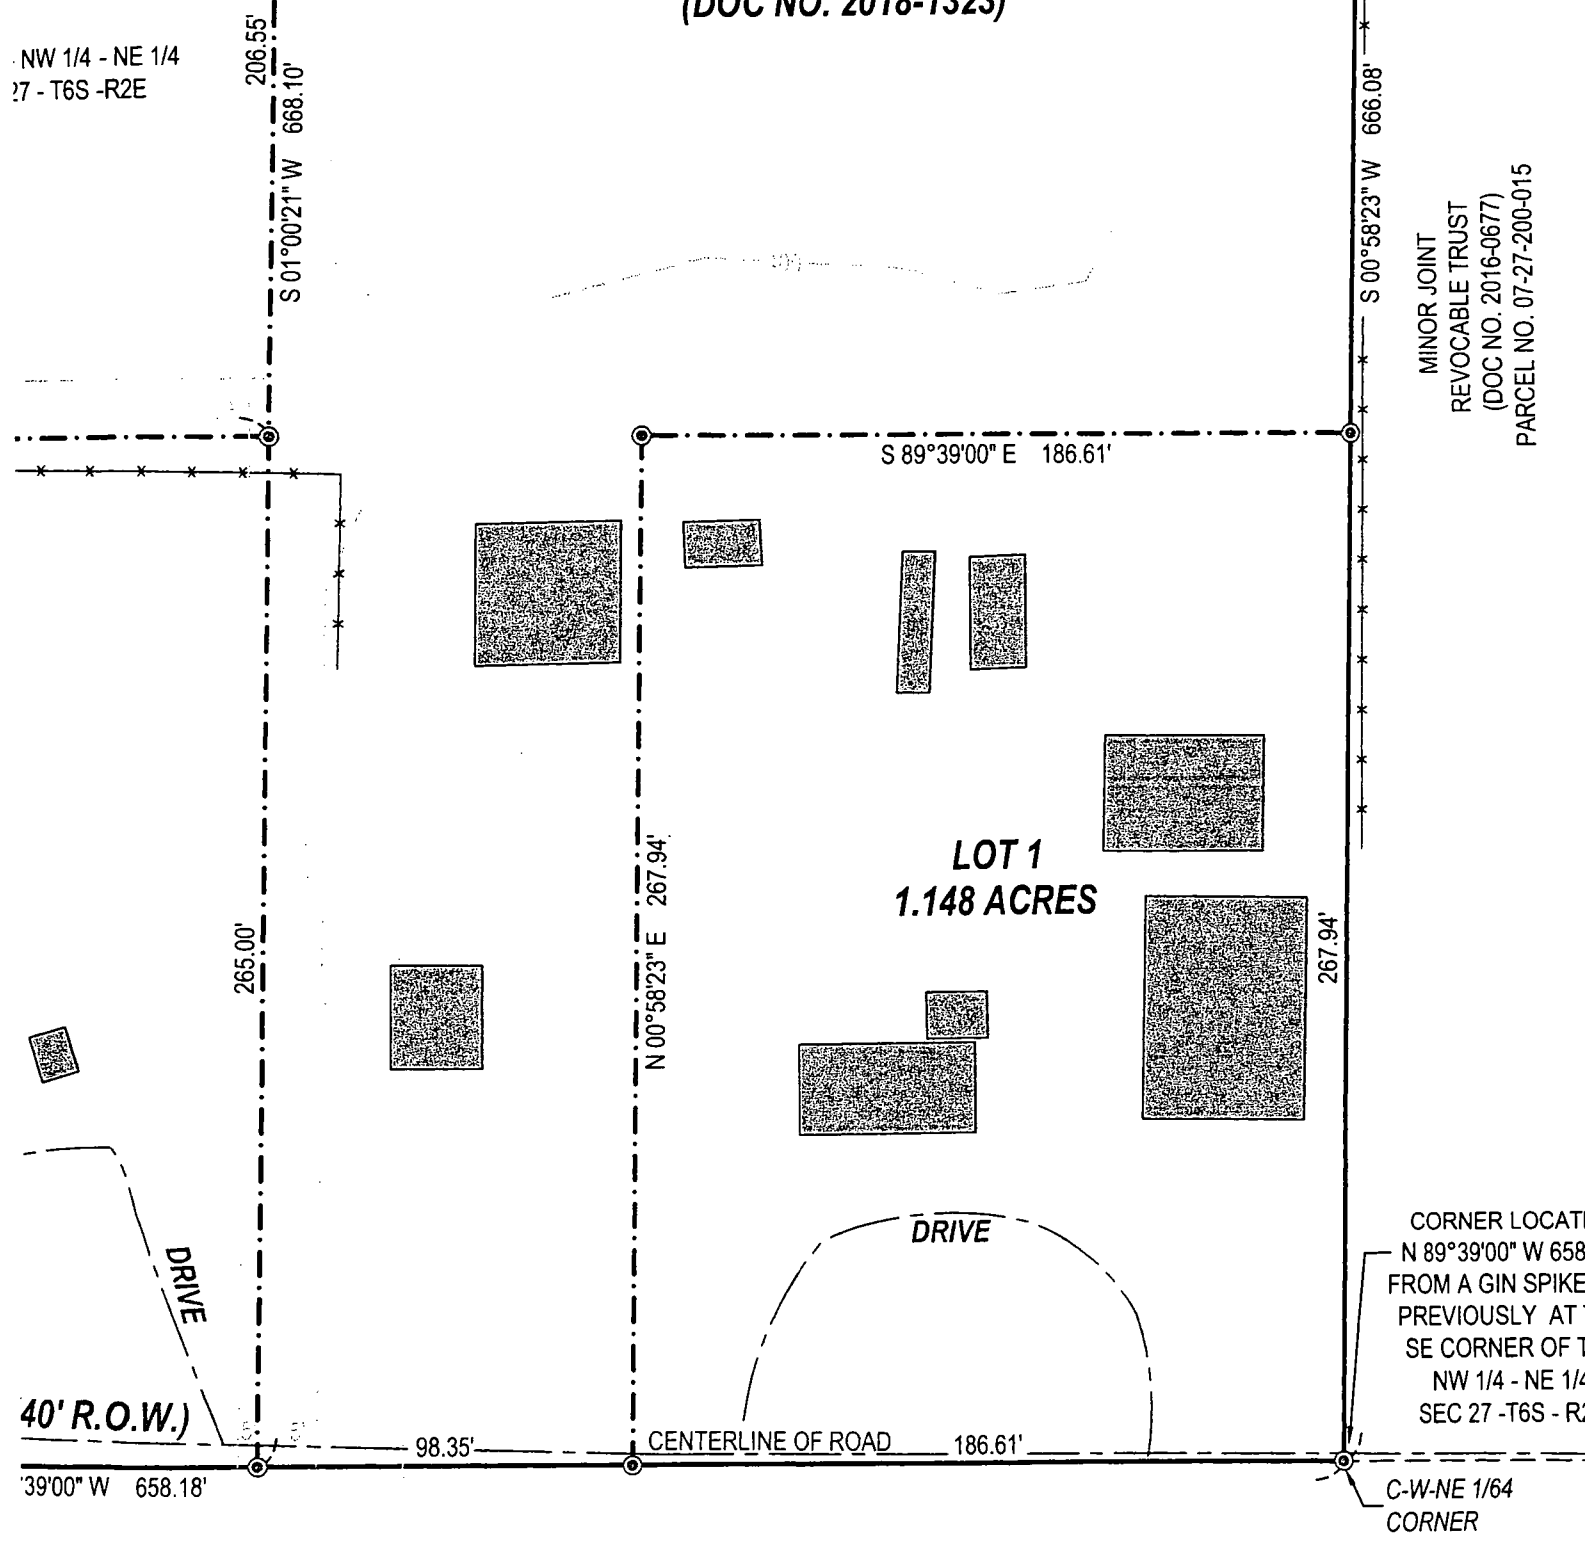 (DOC NO. 2018-1323)
NW 1/4 - NE 1/4
27 - T6S -R2E
206.55'
S 01°00'21" W 668.10'
S 00°58'23" W 666.08'
MINOR JOINT
REVOCABLE TRUST
(DOC NO. 2016-0677)
PARCEL NO. 07-27-200-015
S 89°39'00" E 186.61'
LOT 1
1.148 ACRES
265.00'
N 00°58'23" E 267.94'
267.94'
DRIVE
DRIVE
CORNER LOCATI
N 89°39'00" W 658
FROM A GIN SPIKE
PREVIOUSLY AT
SE CORNER OF T
NW 1/4 - NE 1/4
SEC 27 -T6S - R2
40' R.O.W.)
98.35'
CENTERLINE OF ROAD
186.61'
'39'00" W 658.18'
C-W-NE 1/64
CORNER